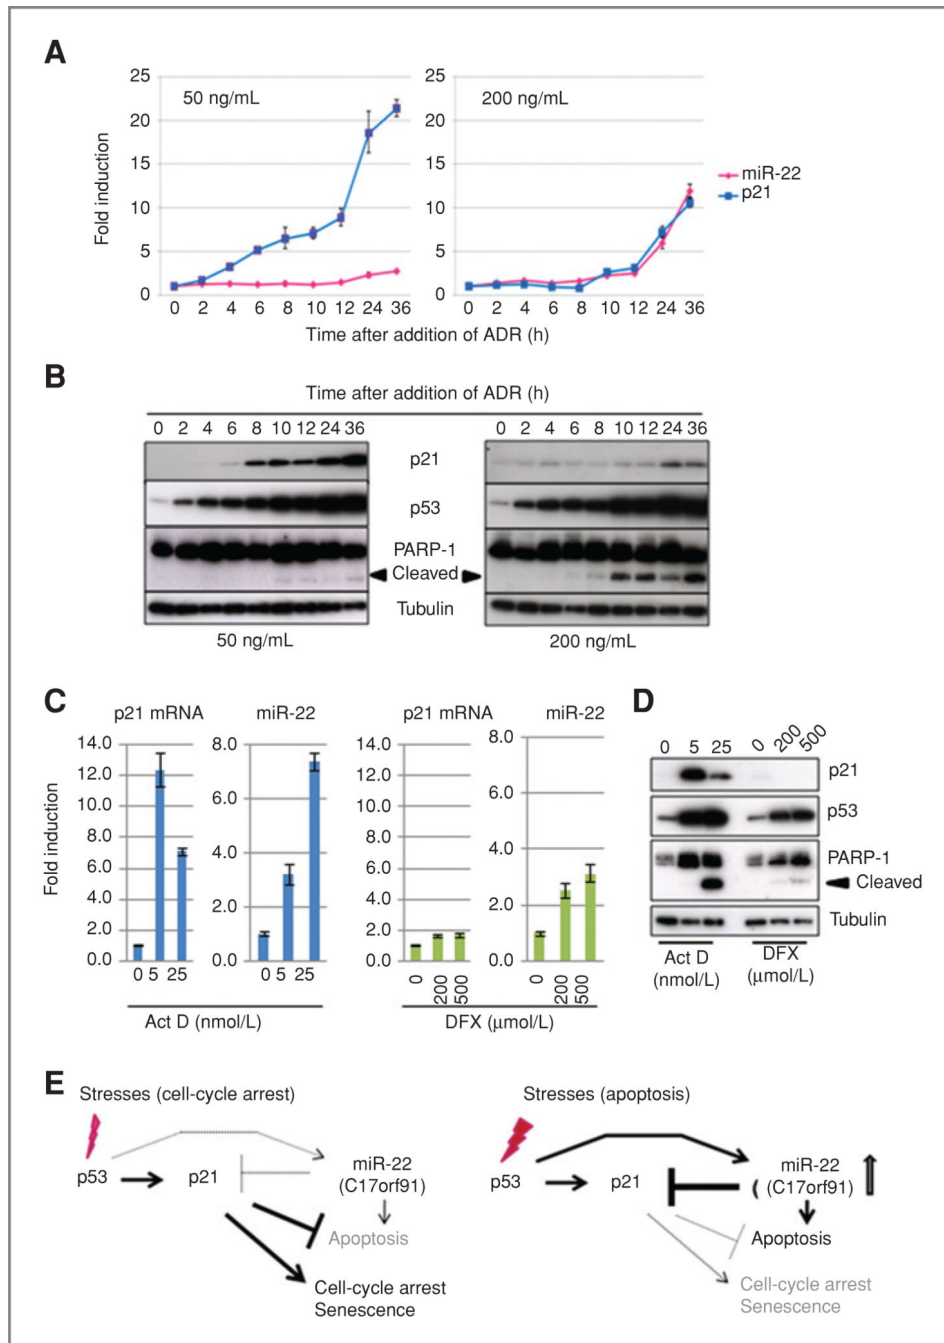 A
25
20
15
10
5
0
Fold induction
50 ng/mL
0 2 4 6 8 10 12 24 36
200 ng/mL
0 2 4 6 8 10 12 24 36
miR-22
p21
Time after addition of ADR (h)
B
Time after addition of ADR (h)
0 2 4 6 8 10 12 24 36
0 2 4 6 8 10 12 24 36
p21
p53
PARP-1
Cleaved
Tubulin
50 ng/mL
200 ng/mL
C
p21 mRNA
miR-22
p21 mRNA
miR-22
Fold induction
14.0
12.0
10.0
8.0
6.0
4.0
2.0
0.0
8.0
6.0
4.0
2.0
0.0
14.0
12.0
10.0
8.0
6.0
4.0
2.0
0.0
8.0
6.0
4.0
2.0
0.0
0 5 25
0 5 25
0 200 500
0 200 500
Act D (nmol/L)
DFX (μmol/L)
D
0 5 25 0 200 500
p21
p53
PARP-1
Cleaved
Tubulin
Act D
(nmol/L)
DFX
(μmol/L)
E
Stresses (cell-cycle arrest)
p53
p21
miR-22
(C17orf91)
Apoptosis
Cell-cycle arrest
Senescence
Stresses (apoptosis)
p53
p21
miR-22
( (C17orf91)
Apoptosis
Cell-cycle arrest
Senescence